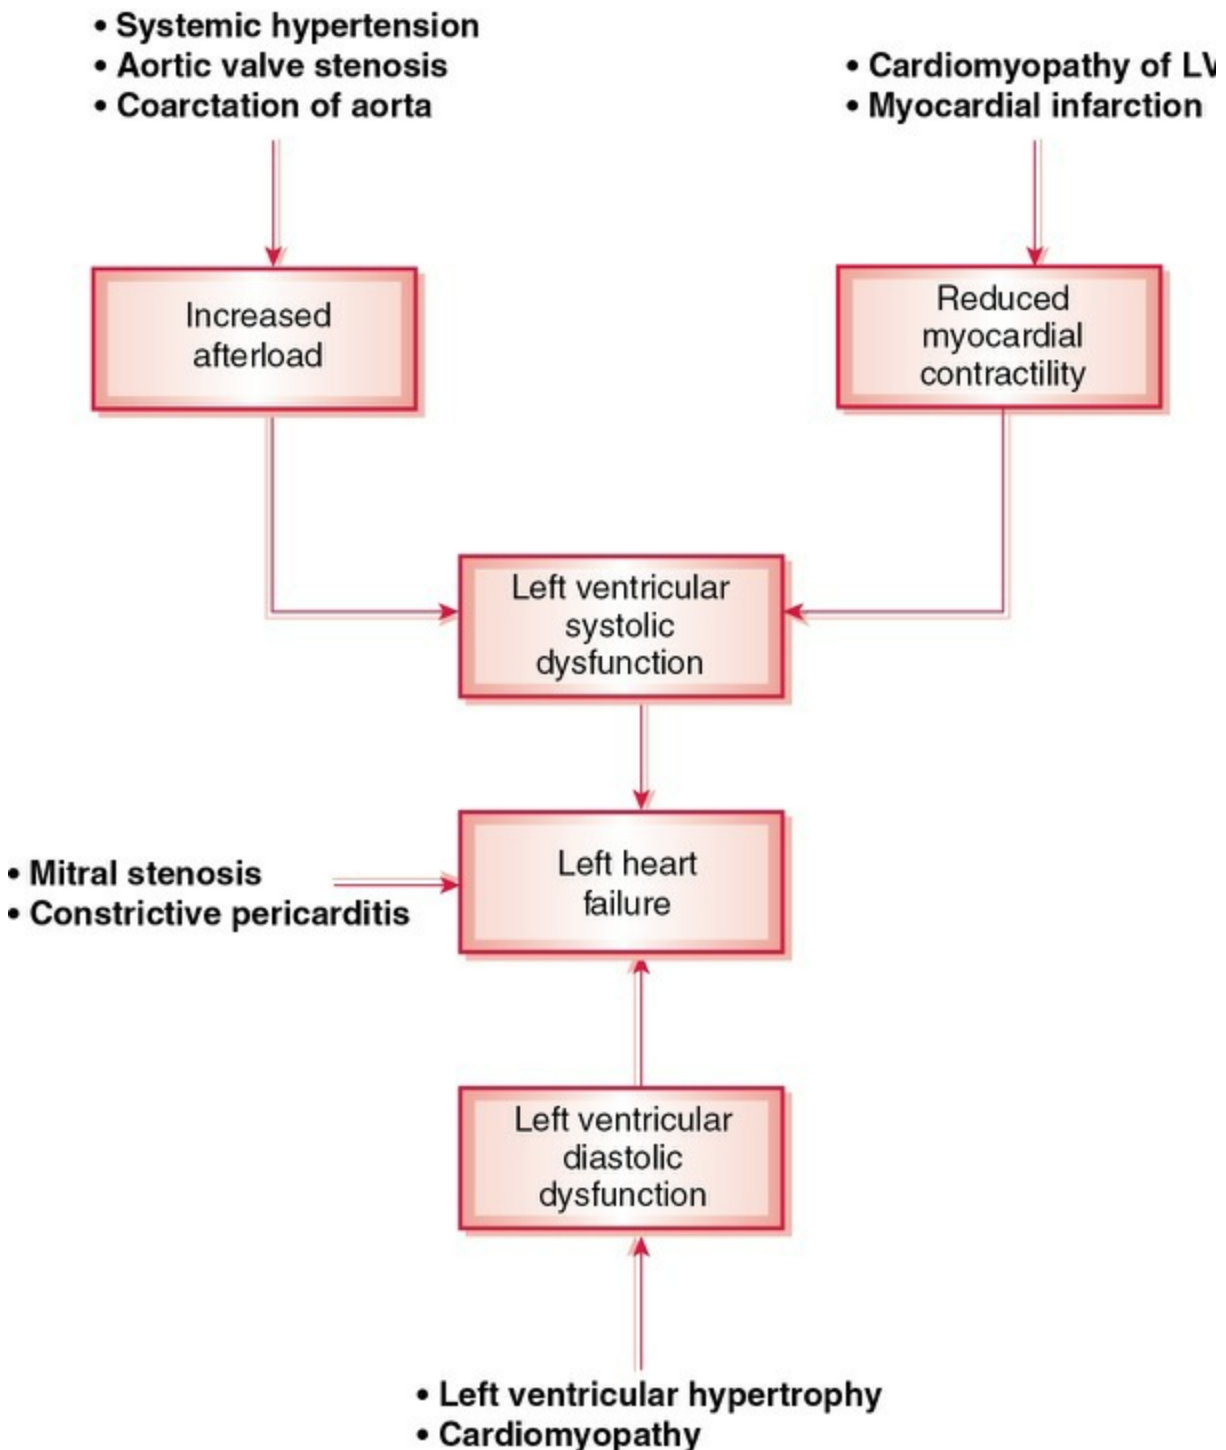 • Systemic hypertension
• Aortic valve stenosis
• Coarctation of aorta
• Cardiomyopathy of LV
• Myocardial infarction
Increased
afterload
Reduced
myocardial
contractility
Left ventricular
systolic
dysfunction
Left heart
failure
• Mitral stenosis
• Constrictive pericarditis
Left ventricular
diastolic
dysfunction
• Left ventricular hypertrophy
• Cardiomyopathy